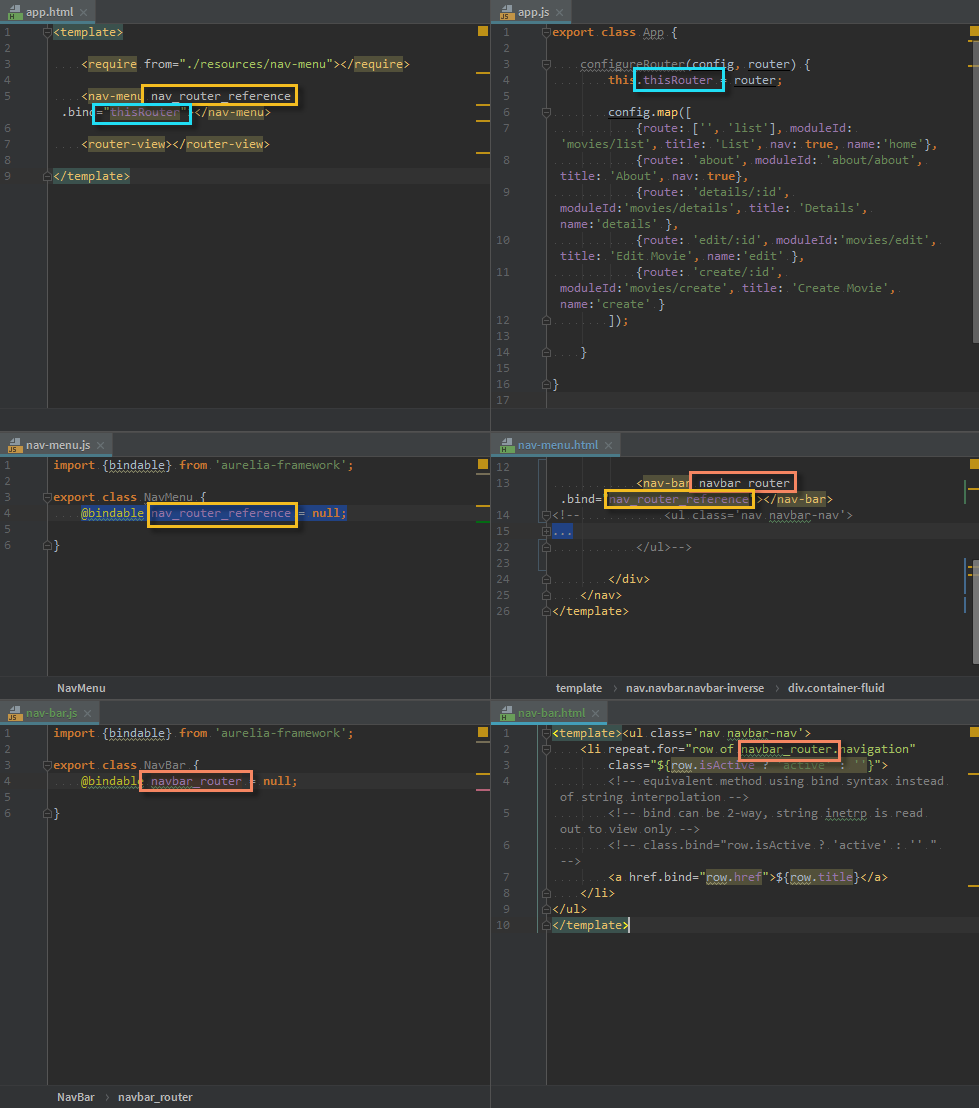 app.html
1 <template>
2
3 <require from="./resources/nav-menu"></require>
4
5 <nav-menu nav_router_reference
.bind="thisRouter"></nav-menu>
6
7 <router-view></router-view>
8
9 </template>
app.js
1 export class App {
2
3 configureRouter(config, router) {
4 this.thisRouter = router;
5
6 config.map([
7 {route: ['', 'list'], moduleId:
'movies/list', title: 'List', nav: true, name:'home'},
8 {route: 'about', moduleId: 'about/about',
title: 'About', nav: true},
9 {route: 'details/:id',
moduleId:'movies/details', title: 'Details',
name:'details' },
10 {route: 'edit/:id', moduleId:'movies/edit',
title: 'Edit Movie', name:'edit' },
11 {route: 'create/:id',
moduleId:'movies/create', title: 'Create Movie',
name:'create' }
12 ]);
13
14 }
15
16 }
17
nav-menu.js
1 import {bindable} from 'aurelia-framework';
2
3 export class NavMenu {
4 @bindable nav_router_reference = null;
5
6 }
NavMenu
nav-menu.html
12
13 <nav-bar navbar_router
.bind="nav_router_reference"></nav-bar>
14 <!-- <ul class='nav navbar-nav'>
15 ...
22 </ul>-->
23
24 </div>
25 </nav>
26 </template>
template > nav.navbar.navbar-inverse > div.container-fluid
nav-bar.js
1 import {bindable} from 'aurelia-framework';
2
3 export class NavBar {
4 @bindable navbar_router = null;
5
6 }
NavBar > navbar_router
nav-bar.html
1 <template><ul class='nav navbar-nav'>
2 <li repeat.for="row of navbar_router.navigation"
3 class="${row.isActive ? 'active' : ''}">
4 <!-- equivalent method using bind syntax instead
of string interpolation -->
5 <!-- bind can be 2-way, string inetrp is read
out to view only -->
6 <!-- class.bind="row.isActive ? 'active' : '' "
-->
7 <a href.bind="row.href">${row.title}</a>
8 </li>
9 </ul>
10 </template>